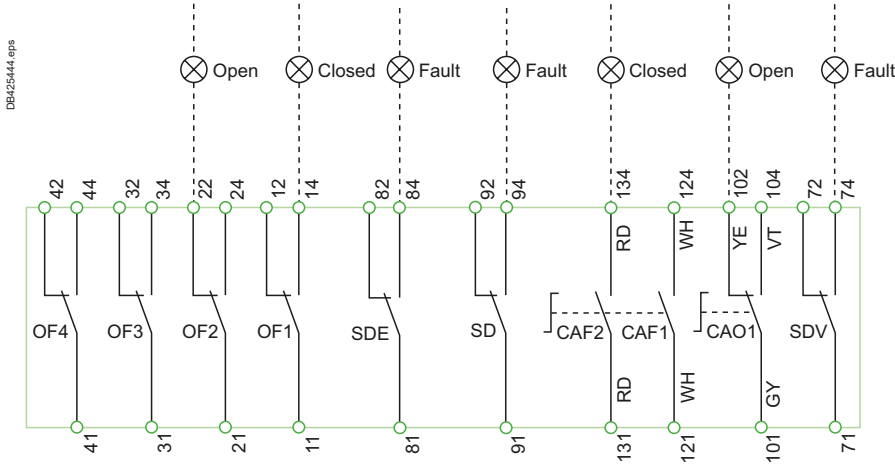 DB425444.eps
Open Closed Fault Fault Closed Open Fault
42 44 32 34 22 24 12 14 82 84 92 94 134 124 102 104 72 74
RD WH YE VT
OF4 OF3 OF2 OF1 SDE SD CAF2 CAF1 CAO1 SDV
RD WH GY
41 31 21 11 81 91 131 121 101 71